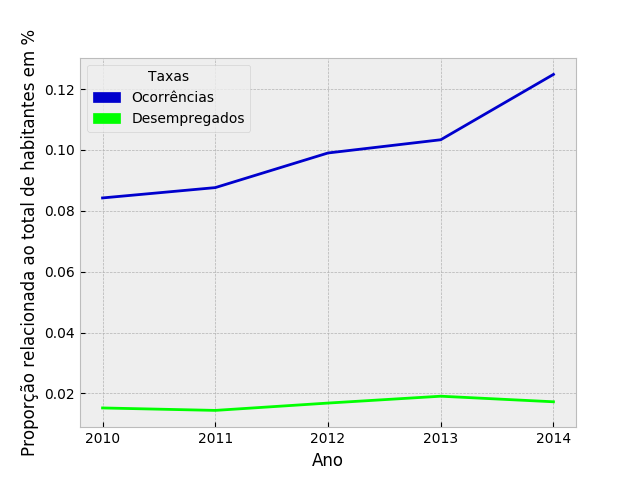 Proporção relacionada ao total de habitantes em %
Taxas
Ocorrências
Desempregados
0.12
0.10
0.08
0.06
0.04
0.02
2010 2011 2012 2013 2014
Ano